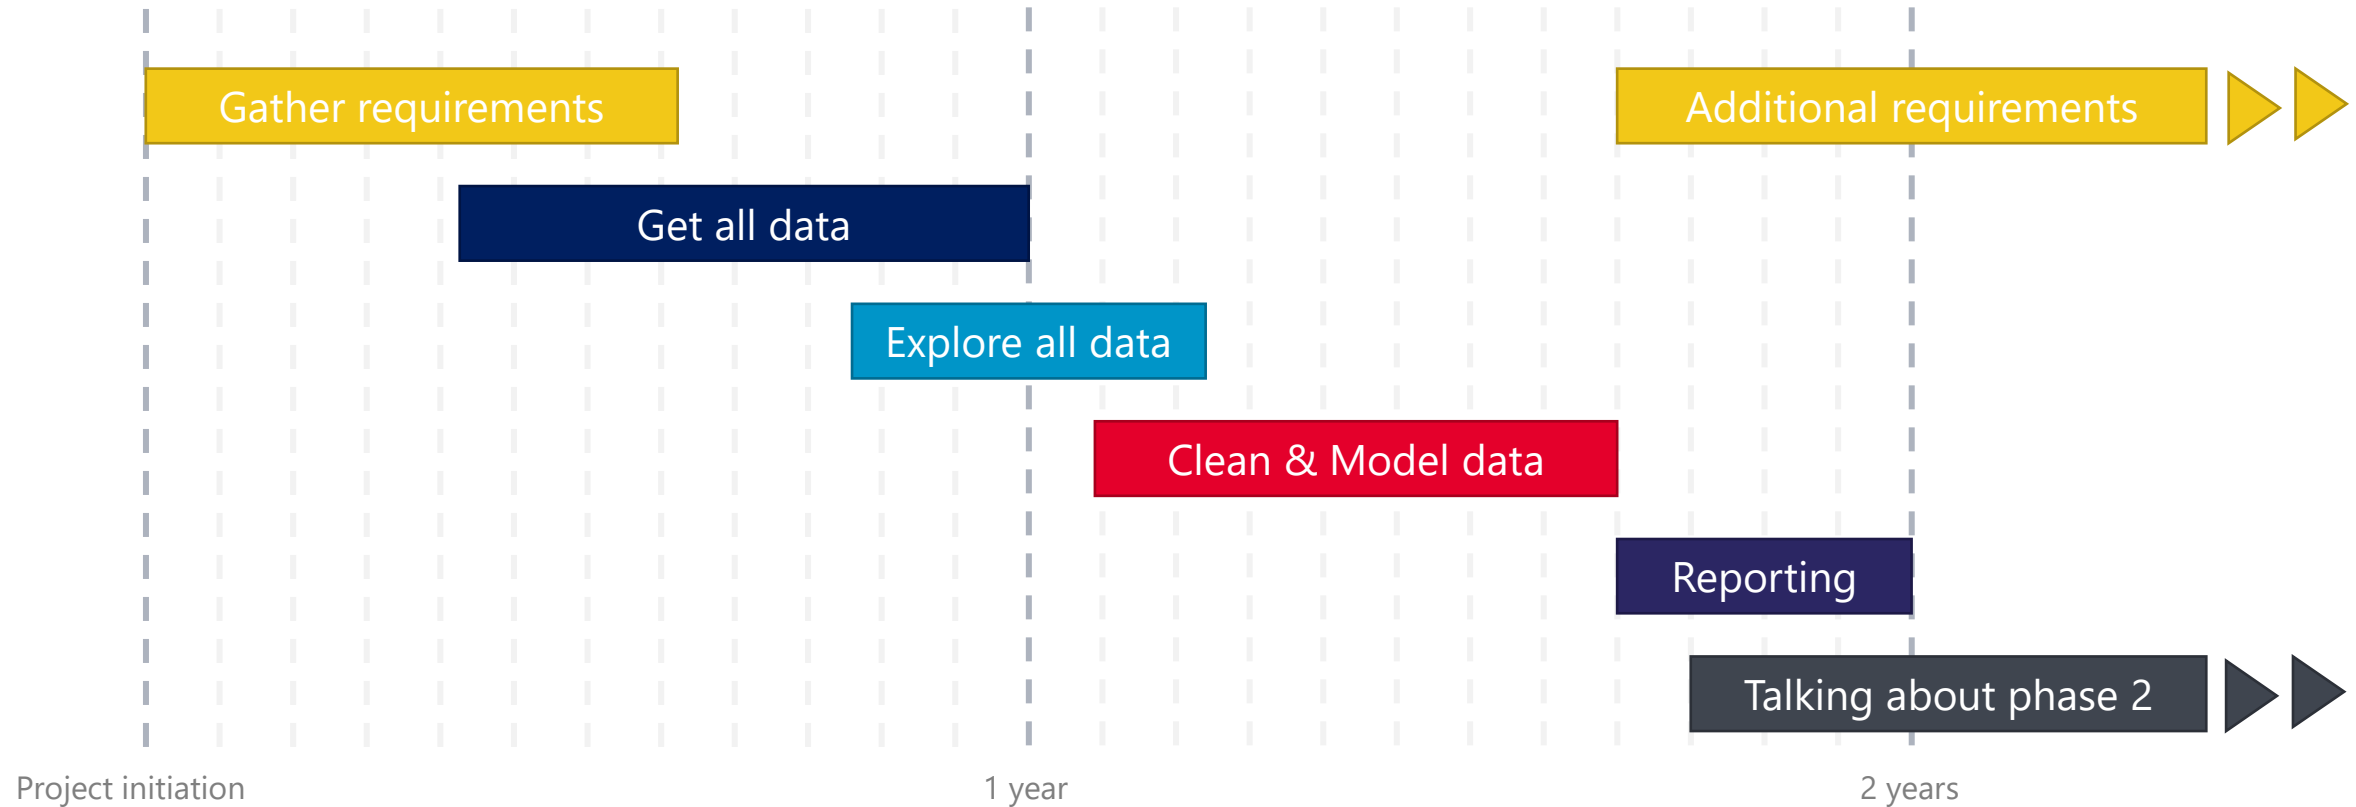 Gather requirements
Additional requirements
Get all data
Explore all data
Clean & Model data
Reporting
Talking about phase 2
Project initiation
1 year
2 years